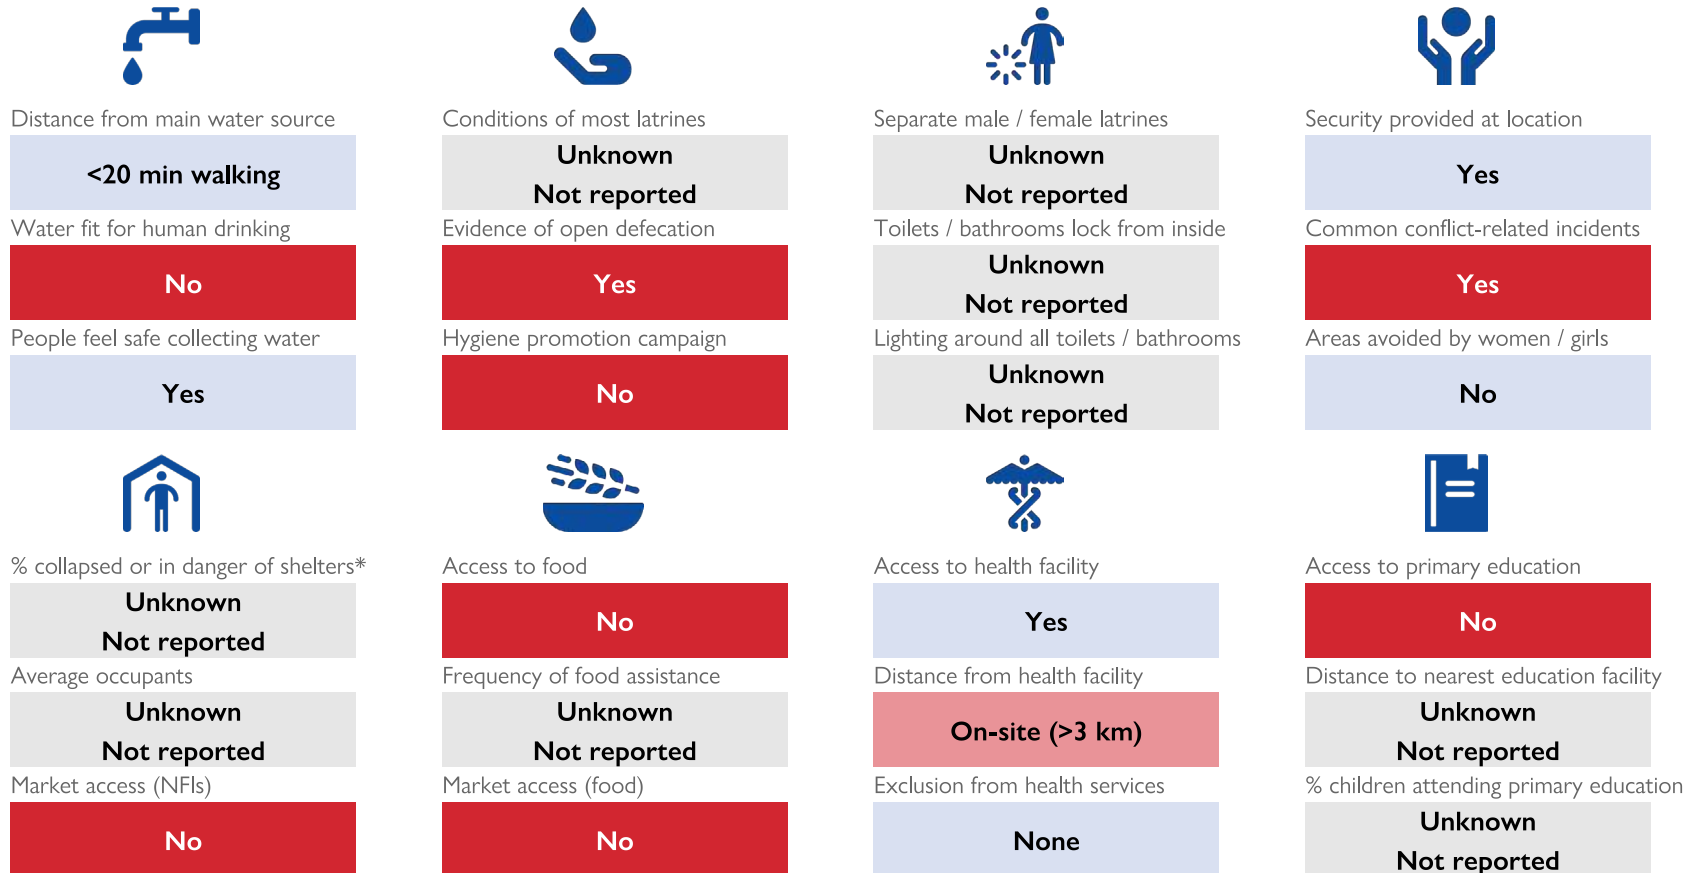 Distance from main water source
<20 min walking
Water fit for human drinking
No
People feel safe collecting water
Yes
Conditions of most latrines
Unknown
Not reported
Evidence of open defecation
Yes
Hygiene promotion campaign
No
Separate male / female latrines
Unknown
Not reported
Toilets / bathrooms lock from inside
Unknown
Not reported
Lighting around all toilets / bathrooms
Unknown
Not reported
Security provided at location
Yes
Common conflict-related incidents
Yes
Areas avoided by women / girls
No
% collapsed or in danger of shelters*
Unknown
Not reported
Average occupants
Unknown
Not reported
Market access (NFIs)
No
Access to food
No
Frequency of food assistance
Unknown
Not reported
Market access (food)
No
Access to health facility
Yes
Distance from health facility
On-site (>3 km)
Exclusion from health services
None
Access to primary education
No
Distance to nearest education facility
Unknown
Not reported
% children attending primary education
Unknown
Not reported